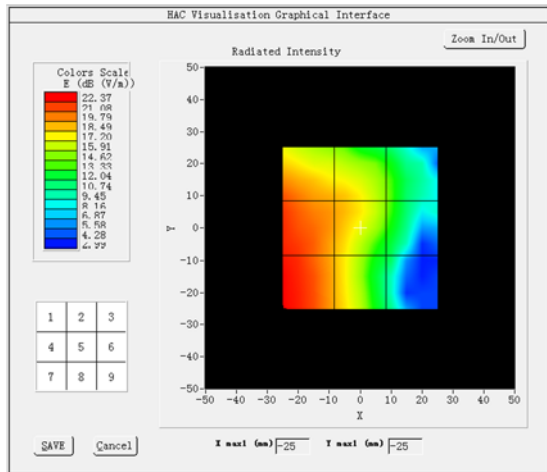 HAC Visualisation Graphical Interface
Zoom In/Out
Radiated Intensity
Colors Scale
E (dB (V/m))
22.37
21.08
19.79
18.49
17.20
15.91
14.62
13.33
12.04
10.74
9.45
8.16
6.87
5.58
4.28
2.99
50
40
30
20
10
0
-10
-20
-30
-40
-50
Y
-50 -40 -30 -20 -10 0 10 20 30 40 50
X
1 2 3
4 5 6
7 8 9
SAVE Cancel
X max1 (mm) -25 Y max1 (mm) -25